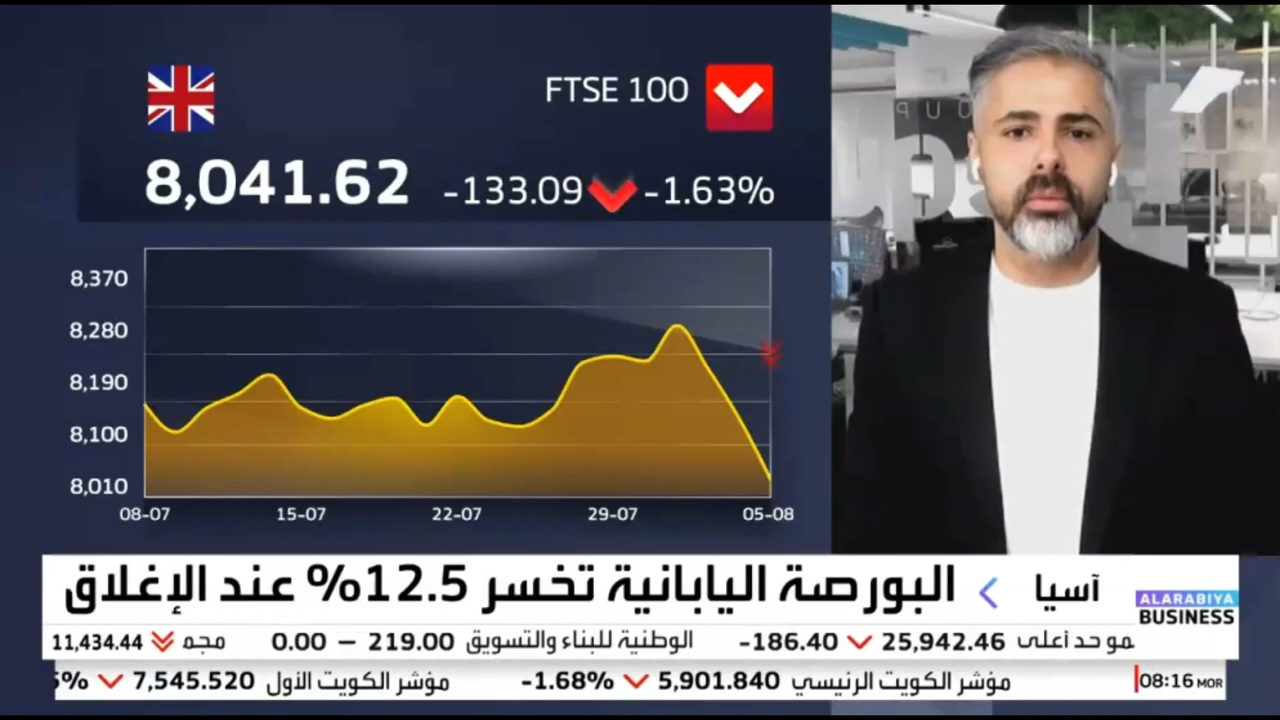 FTSE 100
8,041.62 -133.09 -1.63%
8,370
8,280
8,190
8,100
8,010
08-07 15-07 22-07 29-07 05-08
آسيا
البورصة اليابانية تخسر 12.5% عند الإغلاق
ALARABIYA
BUSINESS
مو حد أعلى 25,942.46 -186.40 الوطنية للبناء والتسويق 219.00 – 0.00 مجم 11,434.44
مؤشر الكويت الرئيسي 5,901.840 -1.68% مؤشر الكويت الأول 7,545.520 5%
08:16 MOR